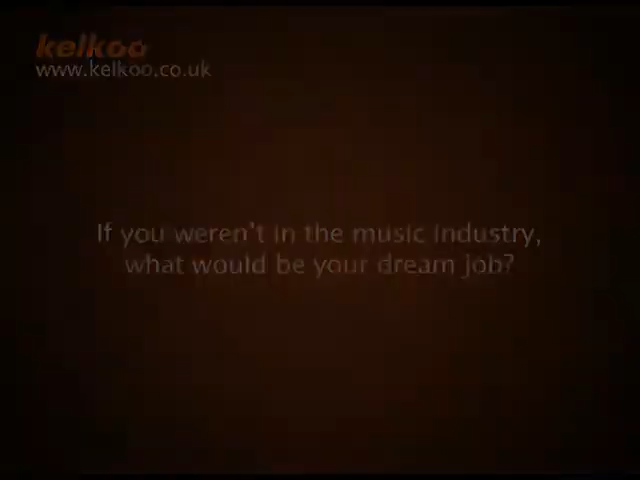 kelkoo
www.kelkoo.co.uk
If you weren't in the music industry,
what would be your dream job?